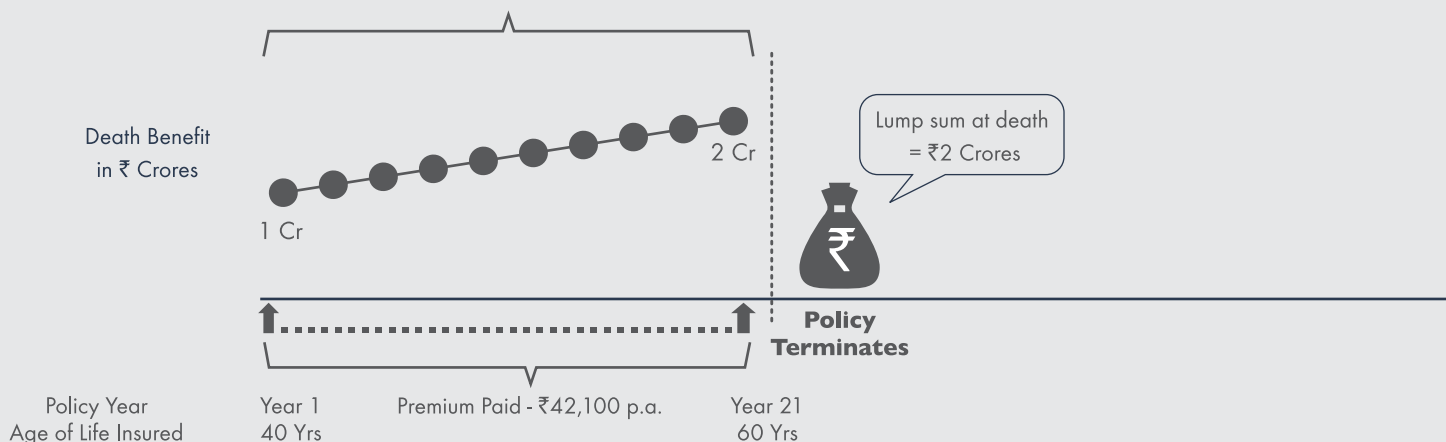 Death Benefit
in ₹ Crores
1 Cr
2 Cr
Lump sum at death
= ₹2 Crores
₹
Policy
Terminates
Policy Year
Age of Life Insured
Year 1
40 Yrs
Premium Paid - ₹42,100 p.a.
Year 21
60 Yrs